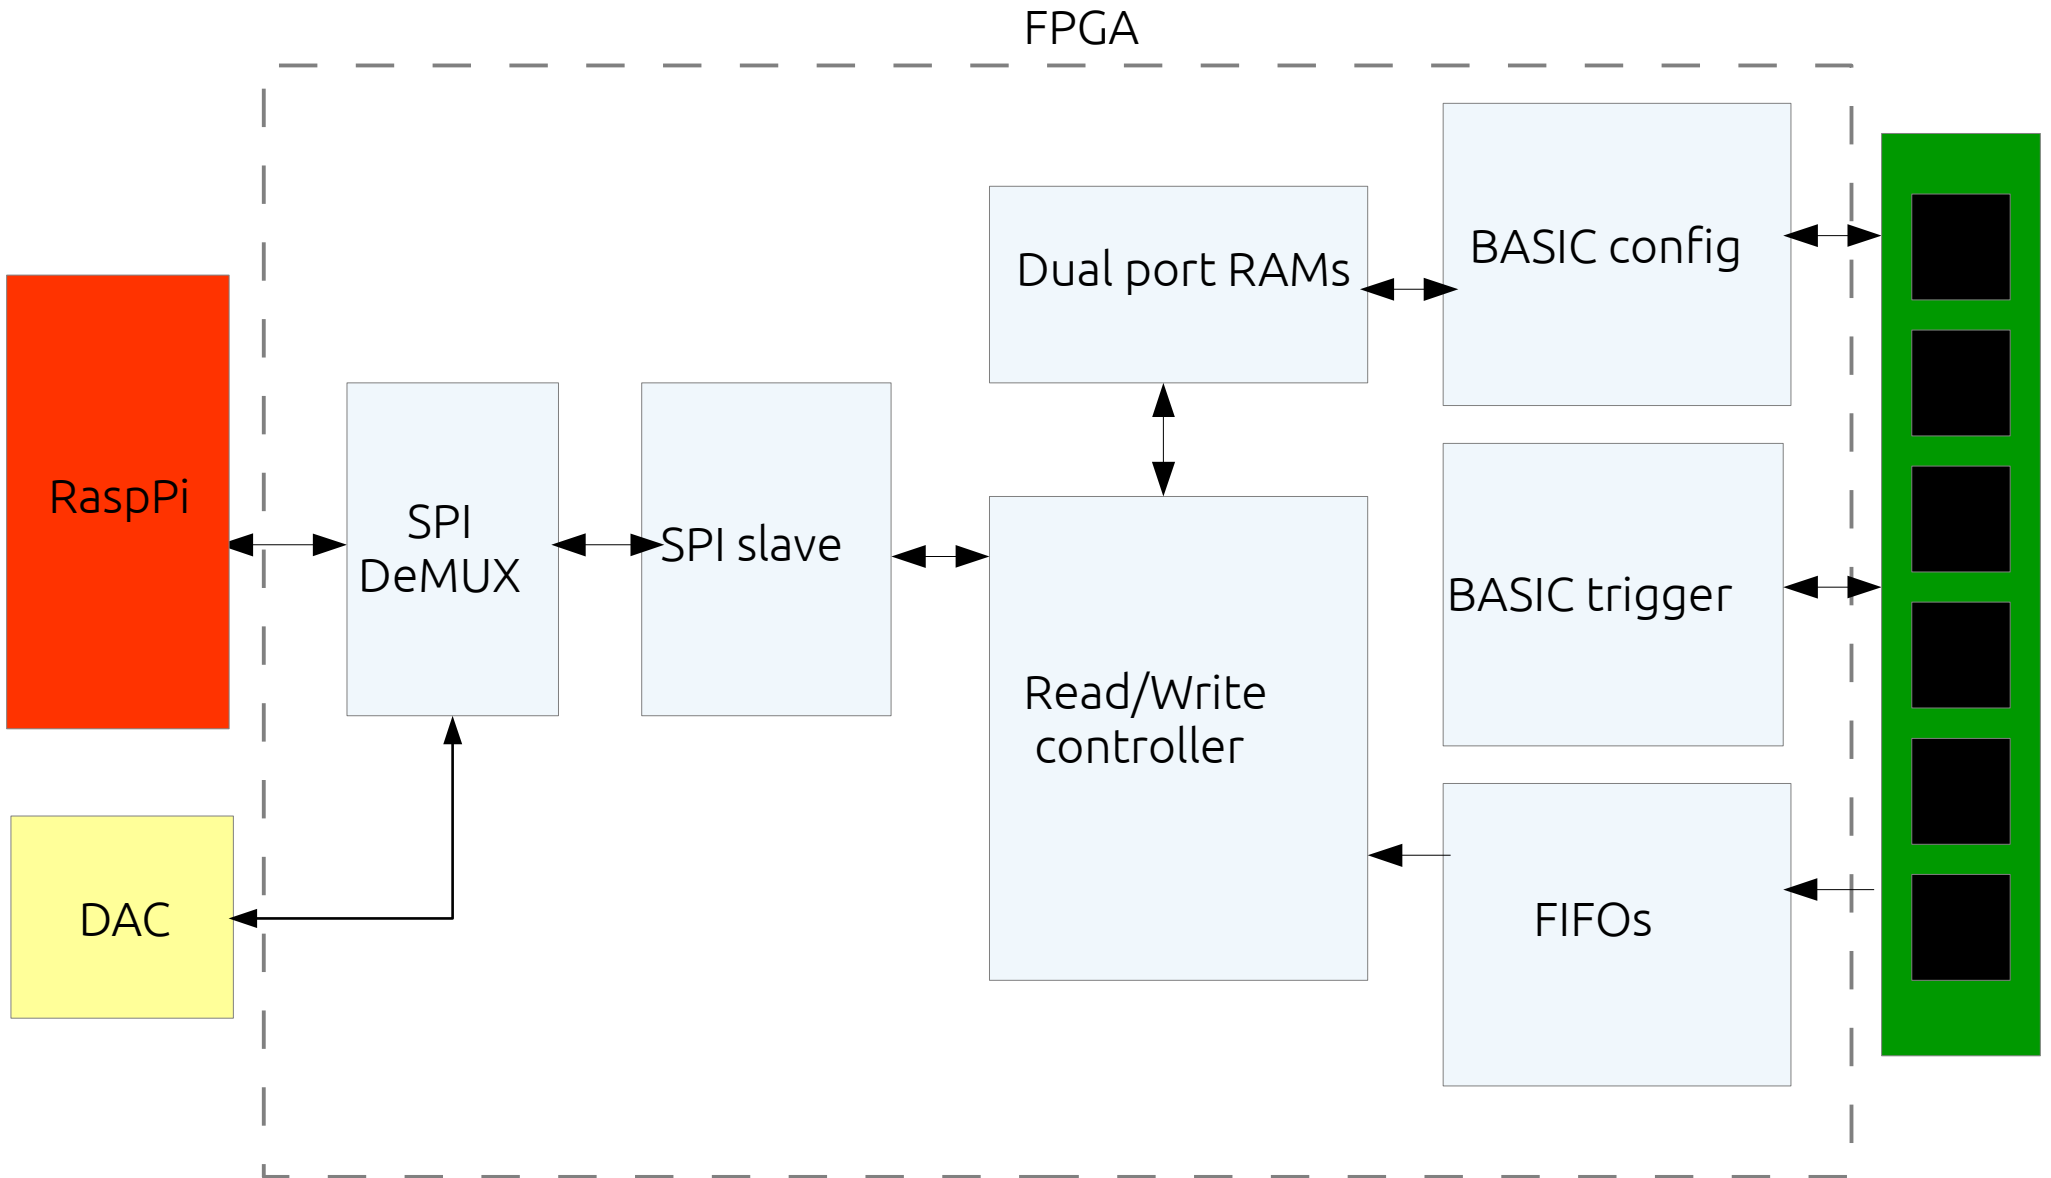 FPGA
BASIC config
Dual port RAMs
RaspPi
SPI
DeMUX
SPI slave
BASIC trigger
Read/Write
controller
DAC
FIFOs